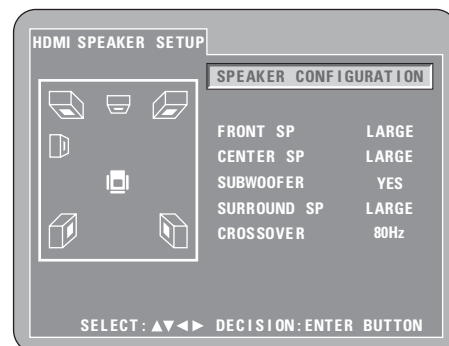 HDMI SPEAKER SETUP
SPEAKER CONFIGURATION
FRONT SP LARGE
CENTER SP LARGE
SUBWOOFER YES
SURROUND SP LARGE
CROSSOVER 80Hz
SELECT:▲▼◄► DECISION:ENTER BUTTON